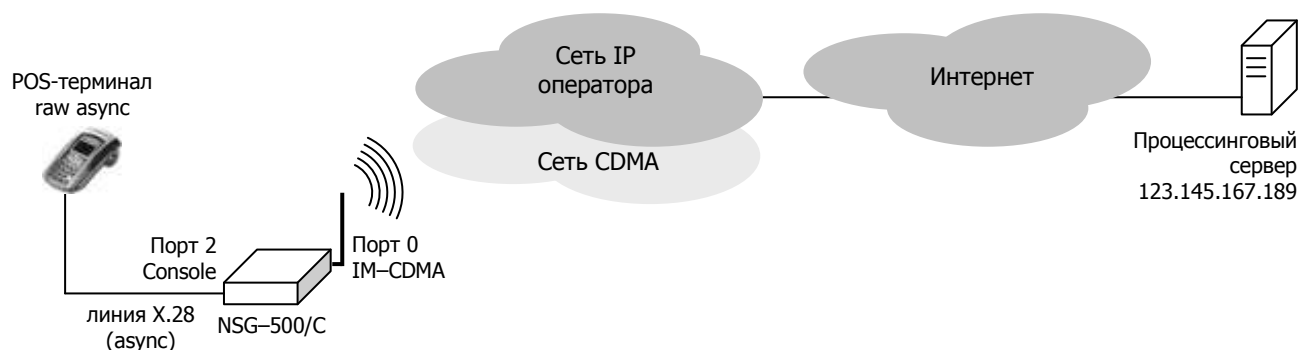 POS-терминал
raw async
Сеть IP
оператора
Интернет
Сеть CDMA
Процессинговый
сервер
123.145.167.189
Порт 2
Console
Порт 0
IM–CDMA
линия X.28
(async)
NSG–500/C